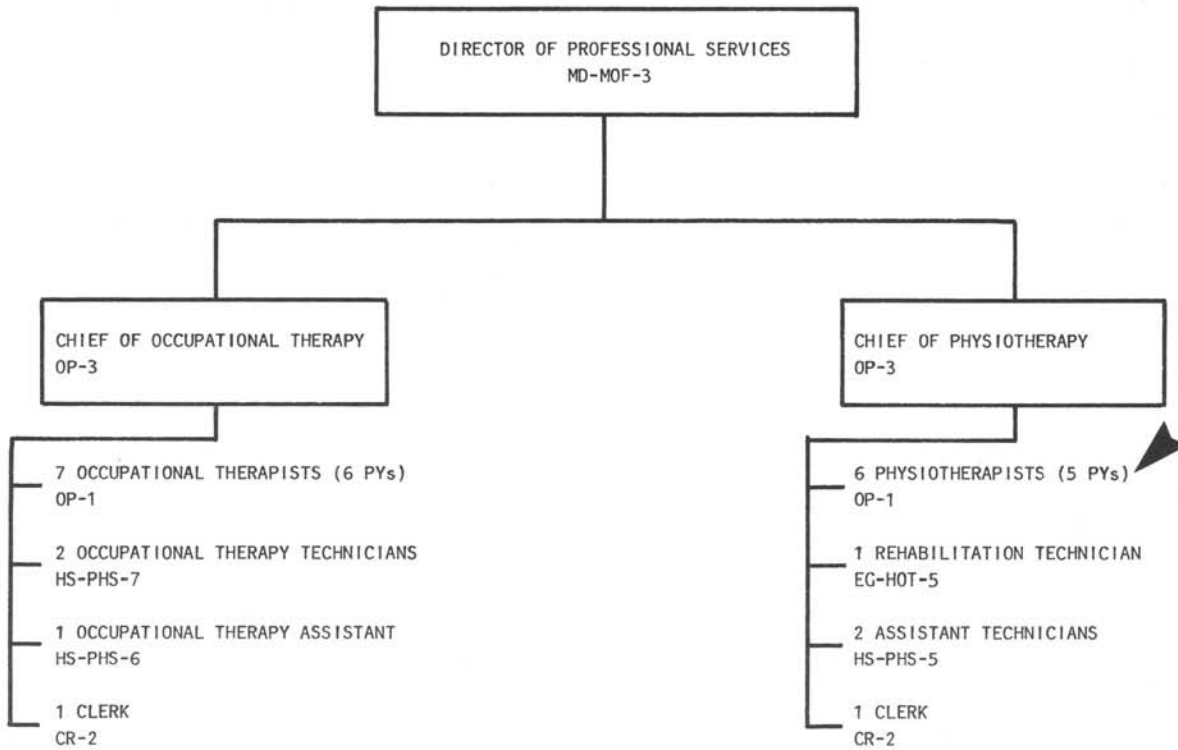 DIRECTOR OF PROFESSIONAL SERVICES
MD-MOF-3
CHIEF OF OCCUPATIONAL THERAPY
OP-3
7 OCCUPATIONAL THERAPISTS (6 PYs)
OP-1
2 OCCUPATIONAL THERAPY TECHNICIANS
HS-PHS-7
1 OCCUPATIONAL THERAPY ASSISTANT
HS-PHS-6
1 CLERK
CR-2
CHIEF OF PHYSIOTHERAPY
OP-3
6 PHYSIOTHERAPISTS (5 PYs)
OP-1
1 REHABILITATION TECHNICIAN
EG-HOT-5
2 ASSISTANT TECHNICIANS
HS-PHS-5
1 CLERK
CR-2